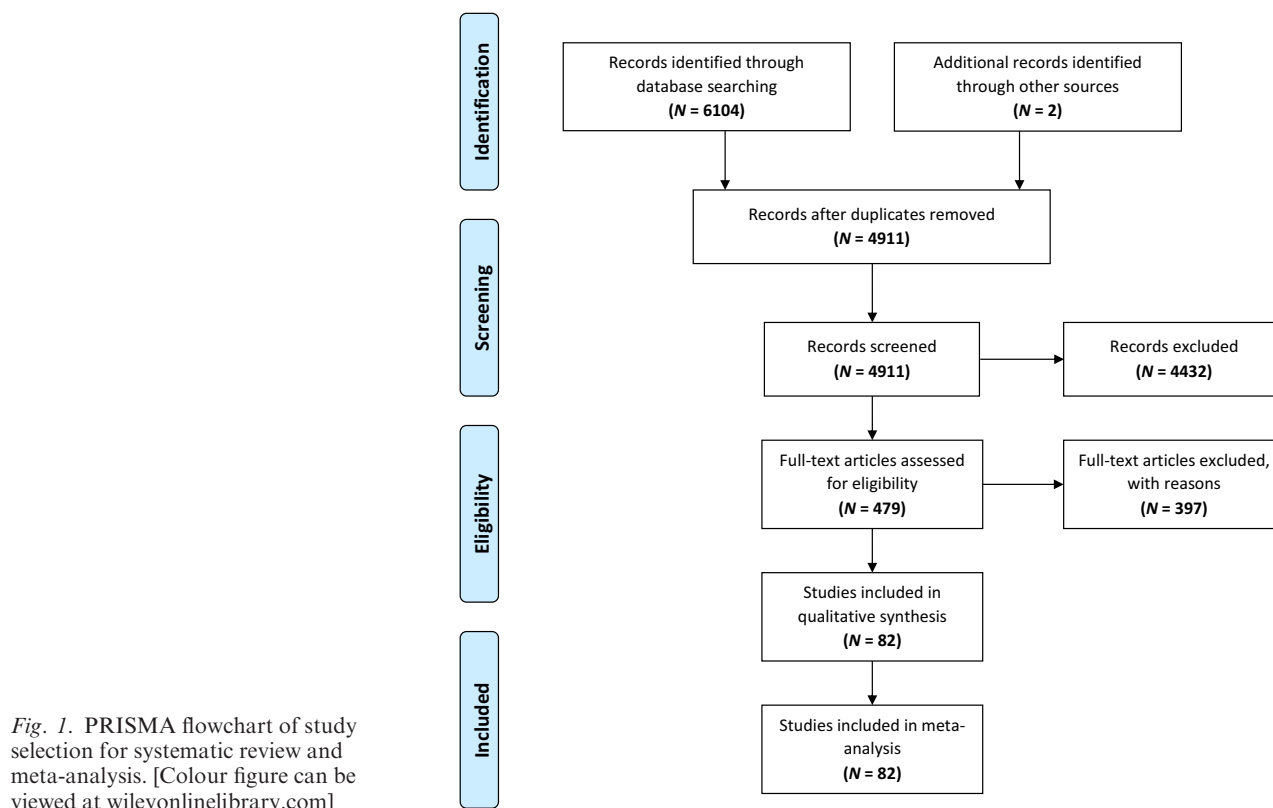 Identification
Records identified through
database searching
(N = 6104)
Additional records identified
through other sources
(N = 2)
Records after duplicates removed
(N = 4911)
Screening
Records screened
(N = 4911)
Records excluded
(N = 4432)
Eligibility
Full-text articles assessed
for eligibility
(N = 479)
Full-text articles excluded,
with reasons
(N = 397)
Studies included in
qualitative synthesis
(N = 82)
Included
Studies included in meta-
analysis
(N = 82)
Fig. 1. PRISMA flowchart of study
selection for systematic review and
meta-analysis. [Colour figure can be
viewed at wileyonlinelibrary.com]